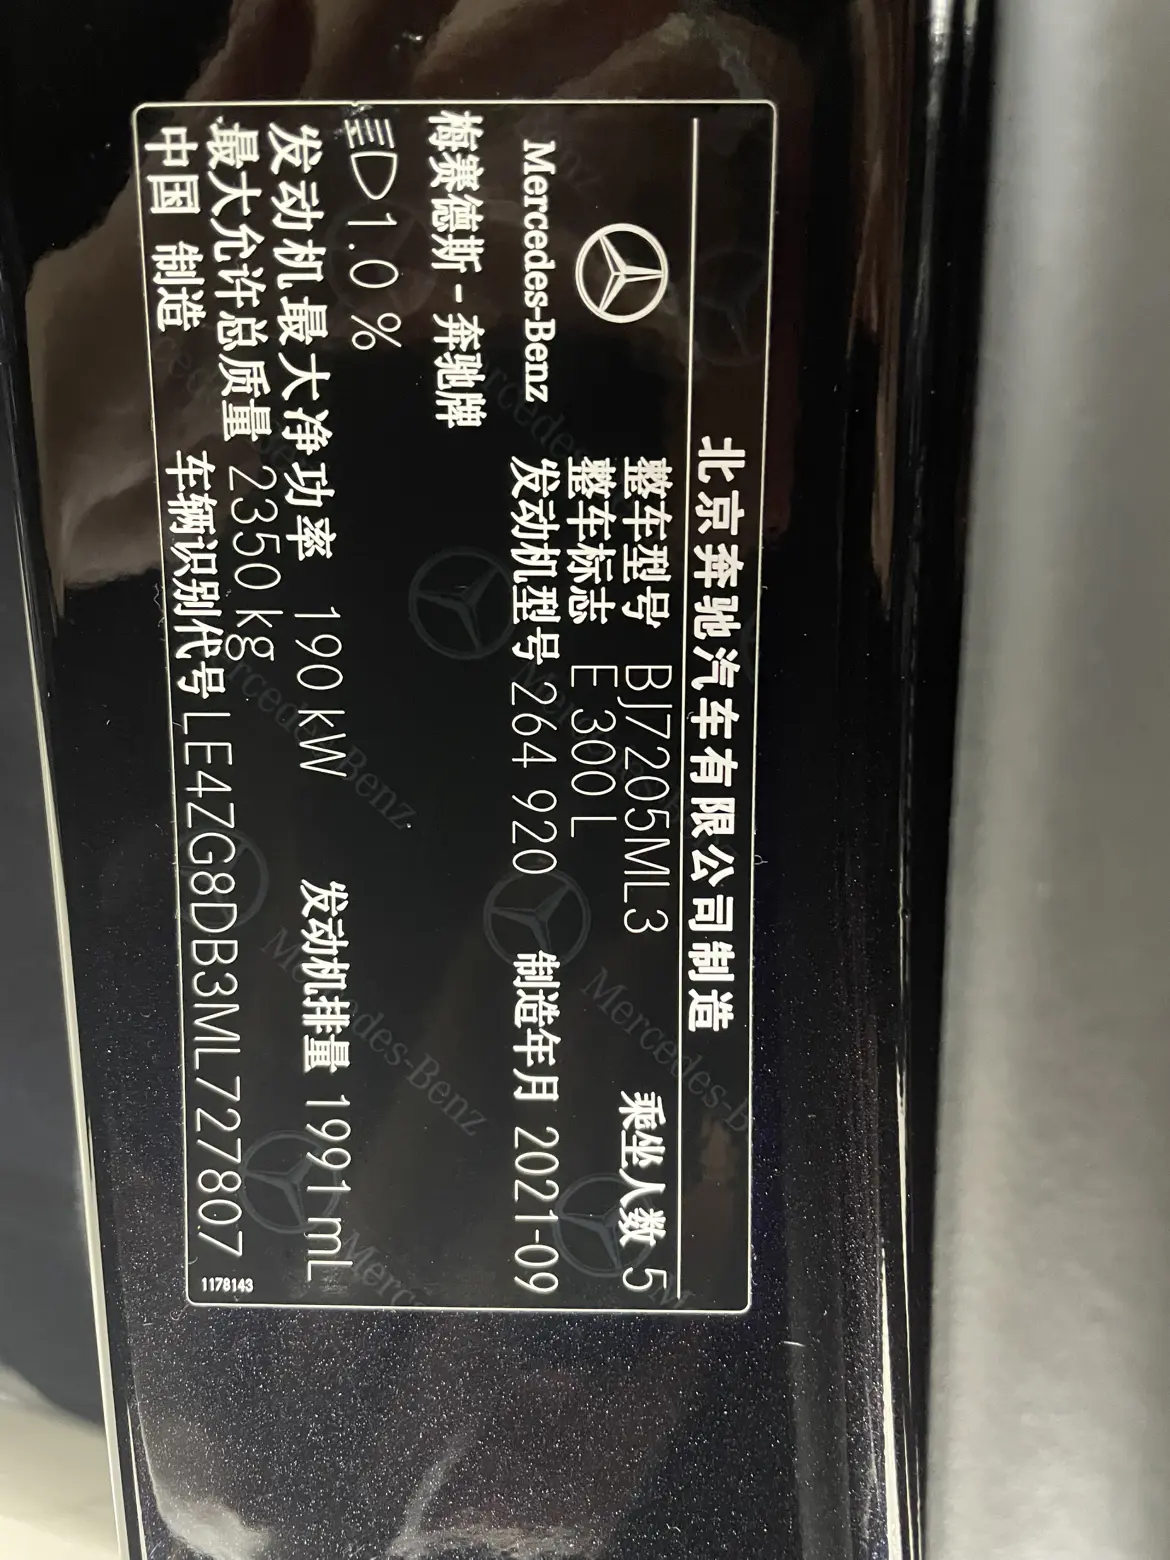 北京奔驰汽车有限公司制造
整车型号 BJ7205ML3 乘坐人数 5
整车标志 E 300 L
Mercedes-Benz 发动机型号 264 920 制造年月 2021-09
梅赛德斯-奔驰牌
1.0 %
发动机最大净功率 190 kW 发动机排量 1991 mL
最大允许总质量 2350 kg
中国 制造 车辆识别代号 LE4ZG8DB3ML727807
1178143